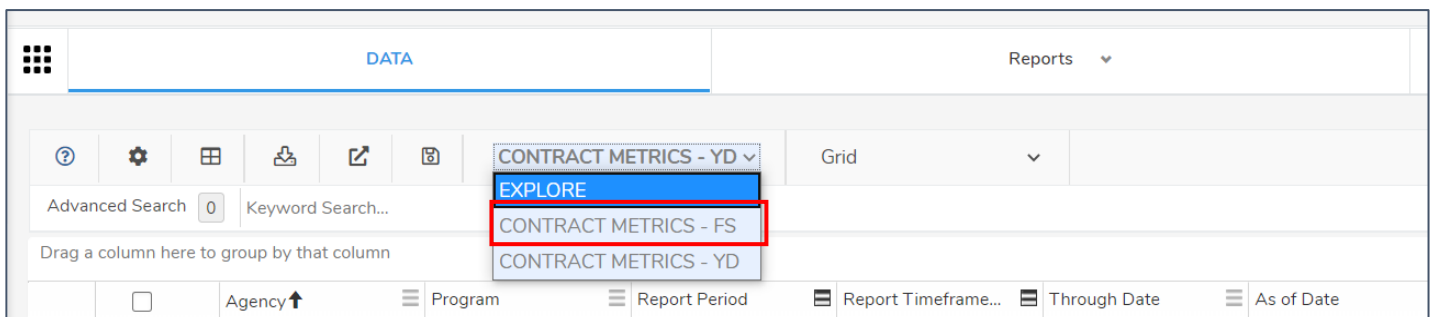 DATA
Reports
CONTRACT METRICS - YD
Grid
EXPLORE
Advanced Search 0 Keyword Search...
CONTRACT METRICS - FS
Drag a column here to group by that column
CONTRACT METRICS - YD
Agency Program Report Period Report Timeframe... Through Date As of Date